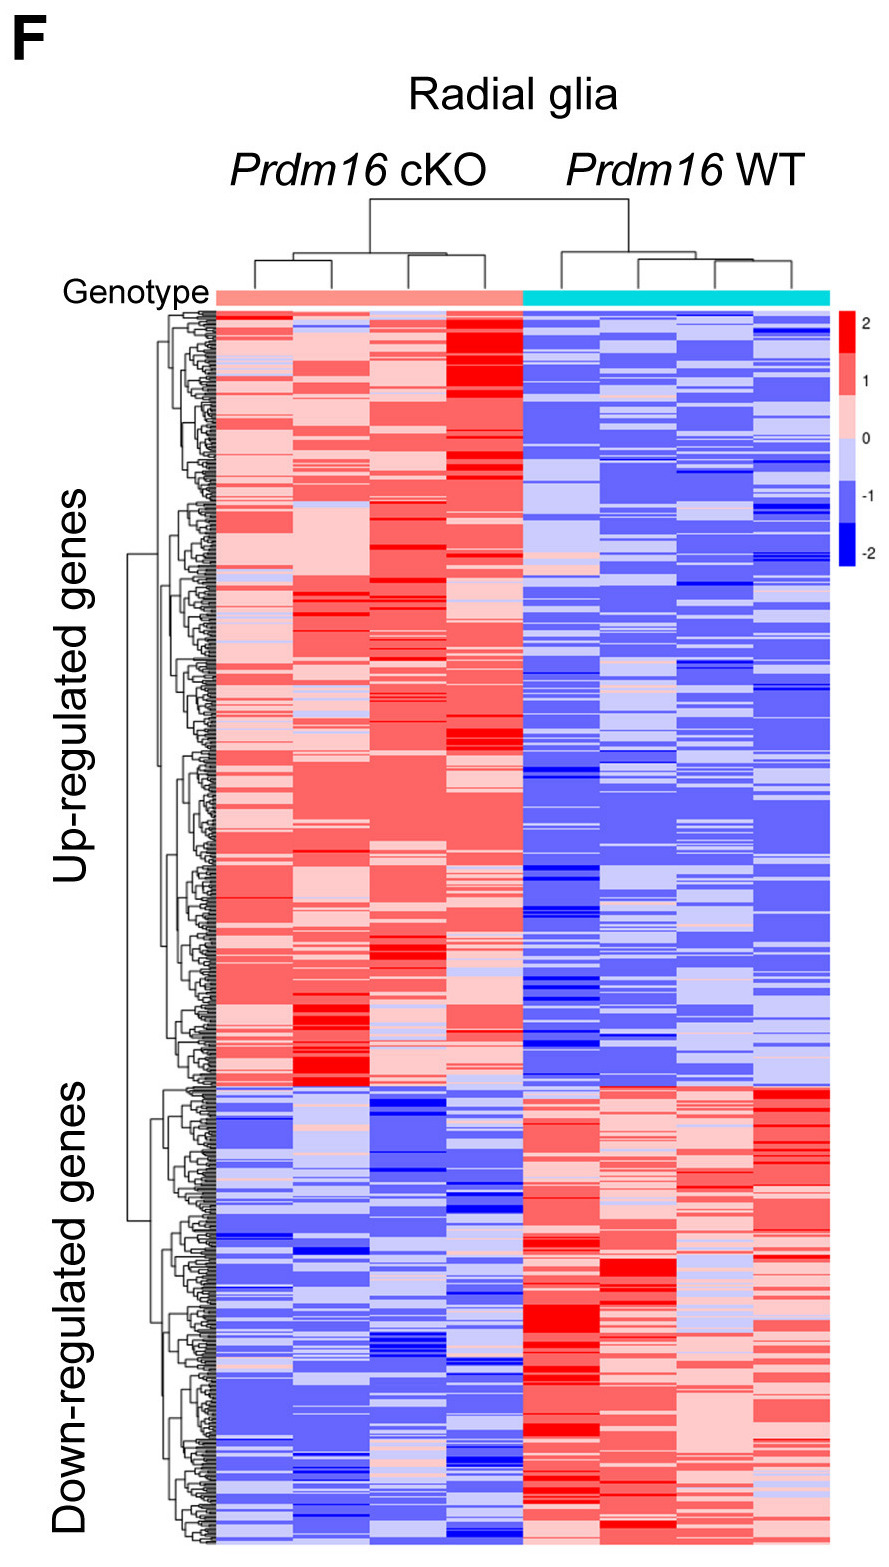 F
Radial glia
Prdm16 cKO
Prdm16 WT
Genotype
2
1
0
-1
-2
Up-regulated genes
Down-regulated genes